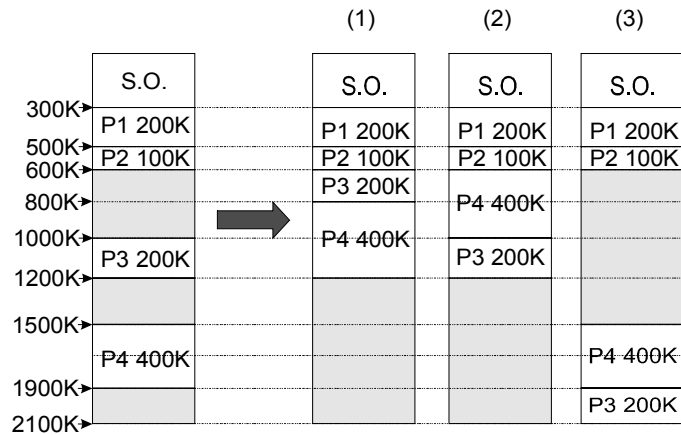 (1) (2) (3)
S.O. S.O. S.O. S.O.
300K
P1 200K P1 200K P1 200K P1 200K
500K
P2 100K P2 100K P2 100K P2 100K
600K
P3 200K
800K
P4 400K
1000K
P4 400K
P3 200K P3 200K
1200K
1500K
P4 400K P4 400K
1900K
P3 200K
2100K